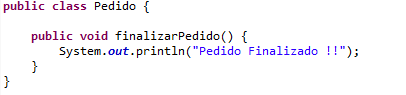 public class Pedido {
public void finalizarPedido() {
System.out.println("Pedido Finalizado !!");
}
}